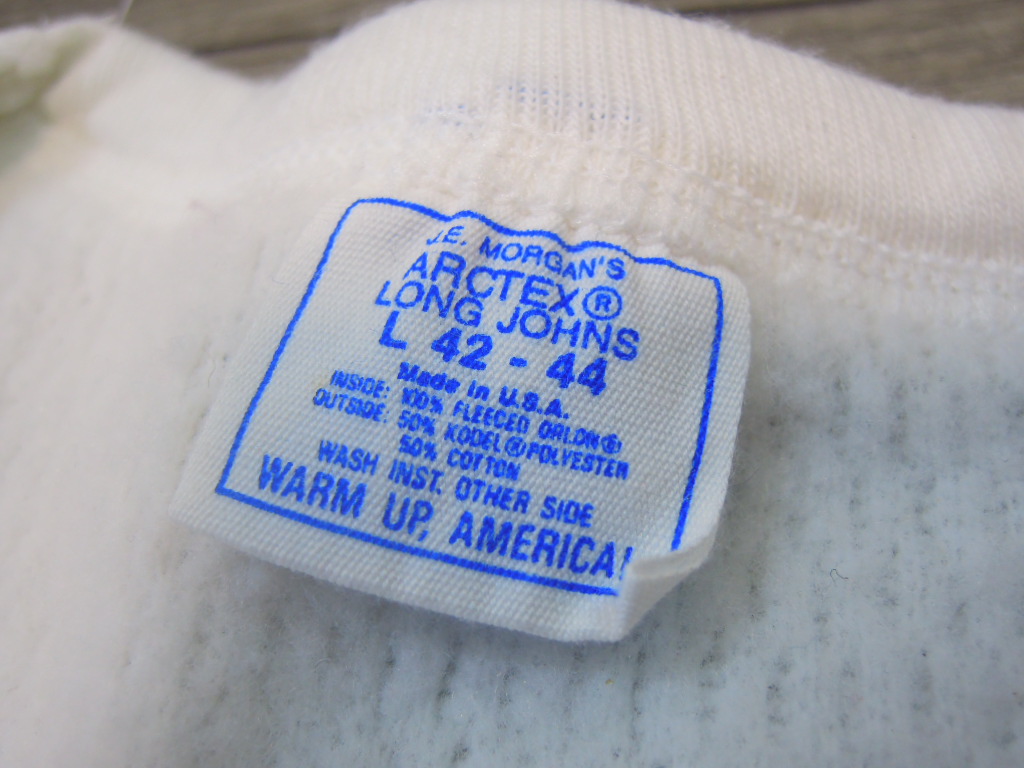 J.E. MORGAN'S
ARCTEX®
LONG JOHNS
L 42 - 44
Made in U.S.A.
INSIDE: 100% FLEECED ORLON®
OUTSIDE: 50% KODEL® POLYESTER
50% COTTON
WASH INST. OTHER SIDE
WARM UP, AMERICA!